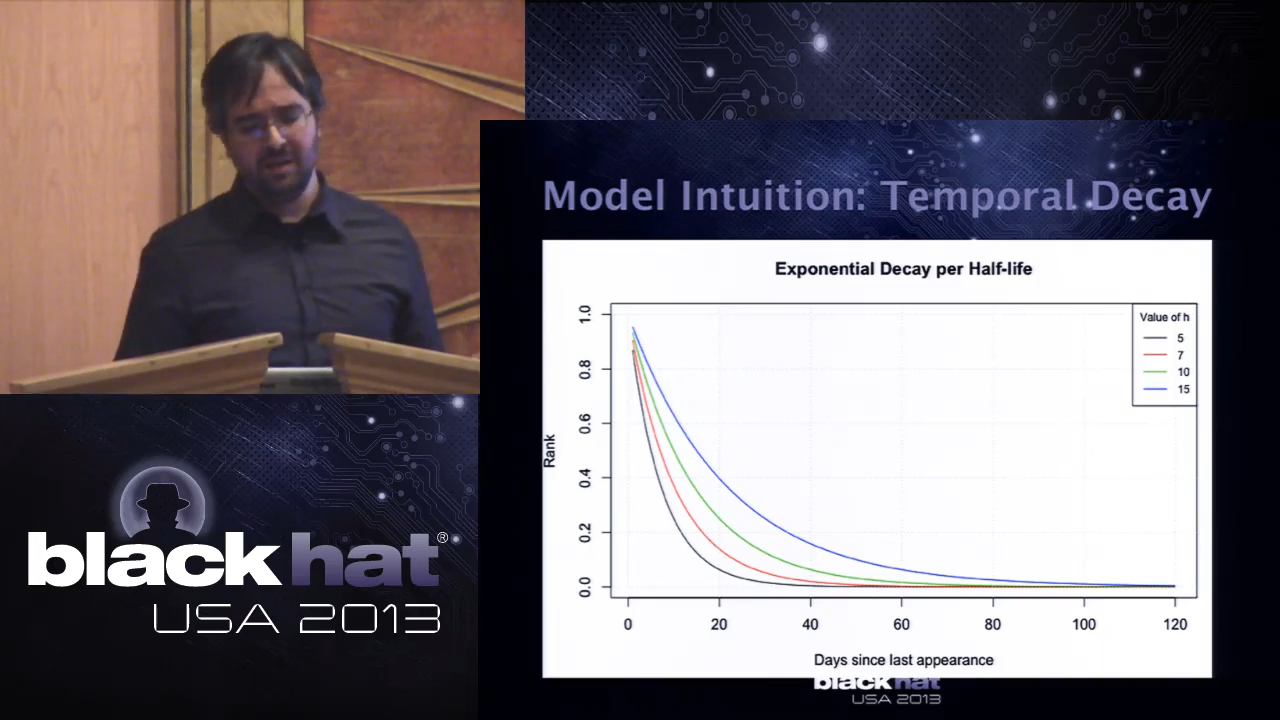 Model Intuition: Temporal Decay
Exponential Decay per Half-life
Value of h
5
7
10
15
Rank
1.0
0.8
0.6
0.4
0.2
0.0
0 20 40 60 80 100 120
Days since last appearance
black hat
USA 2013
black hat®
USA 2013